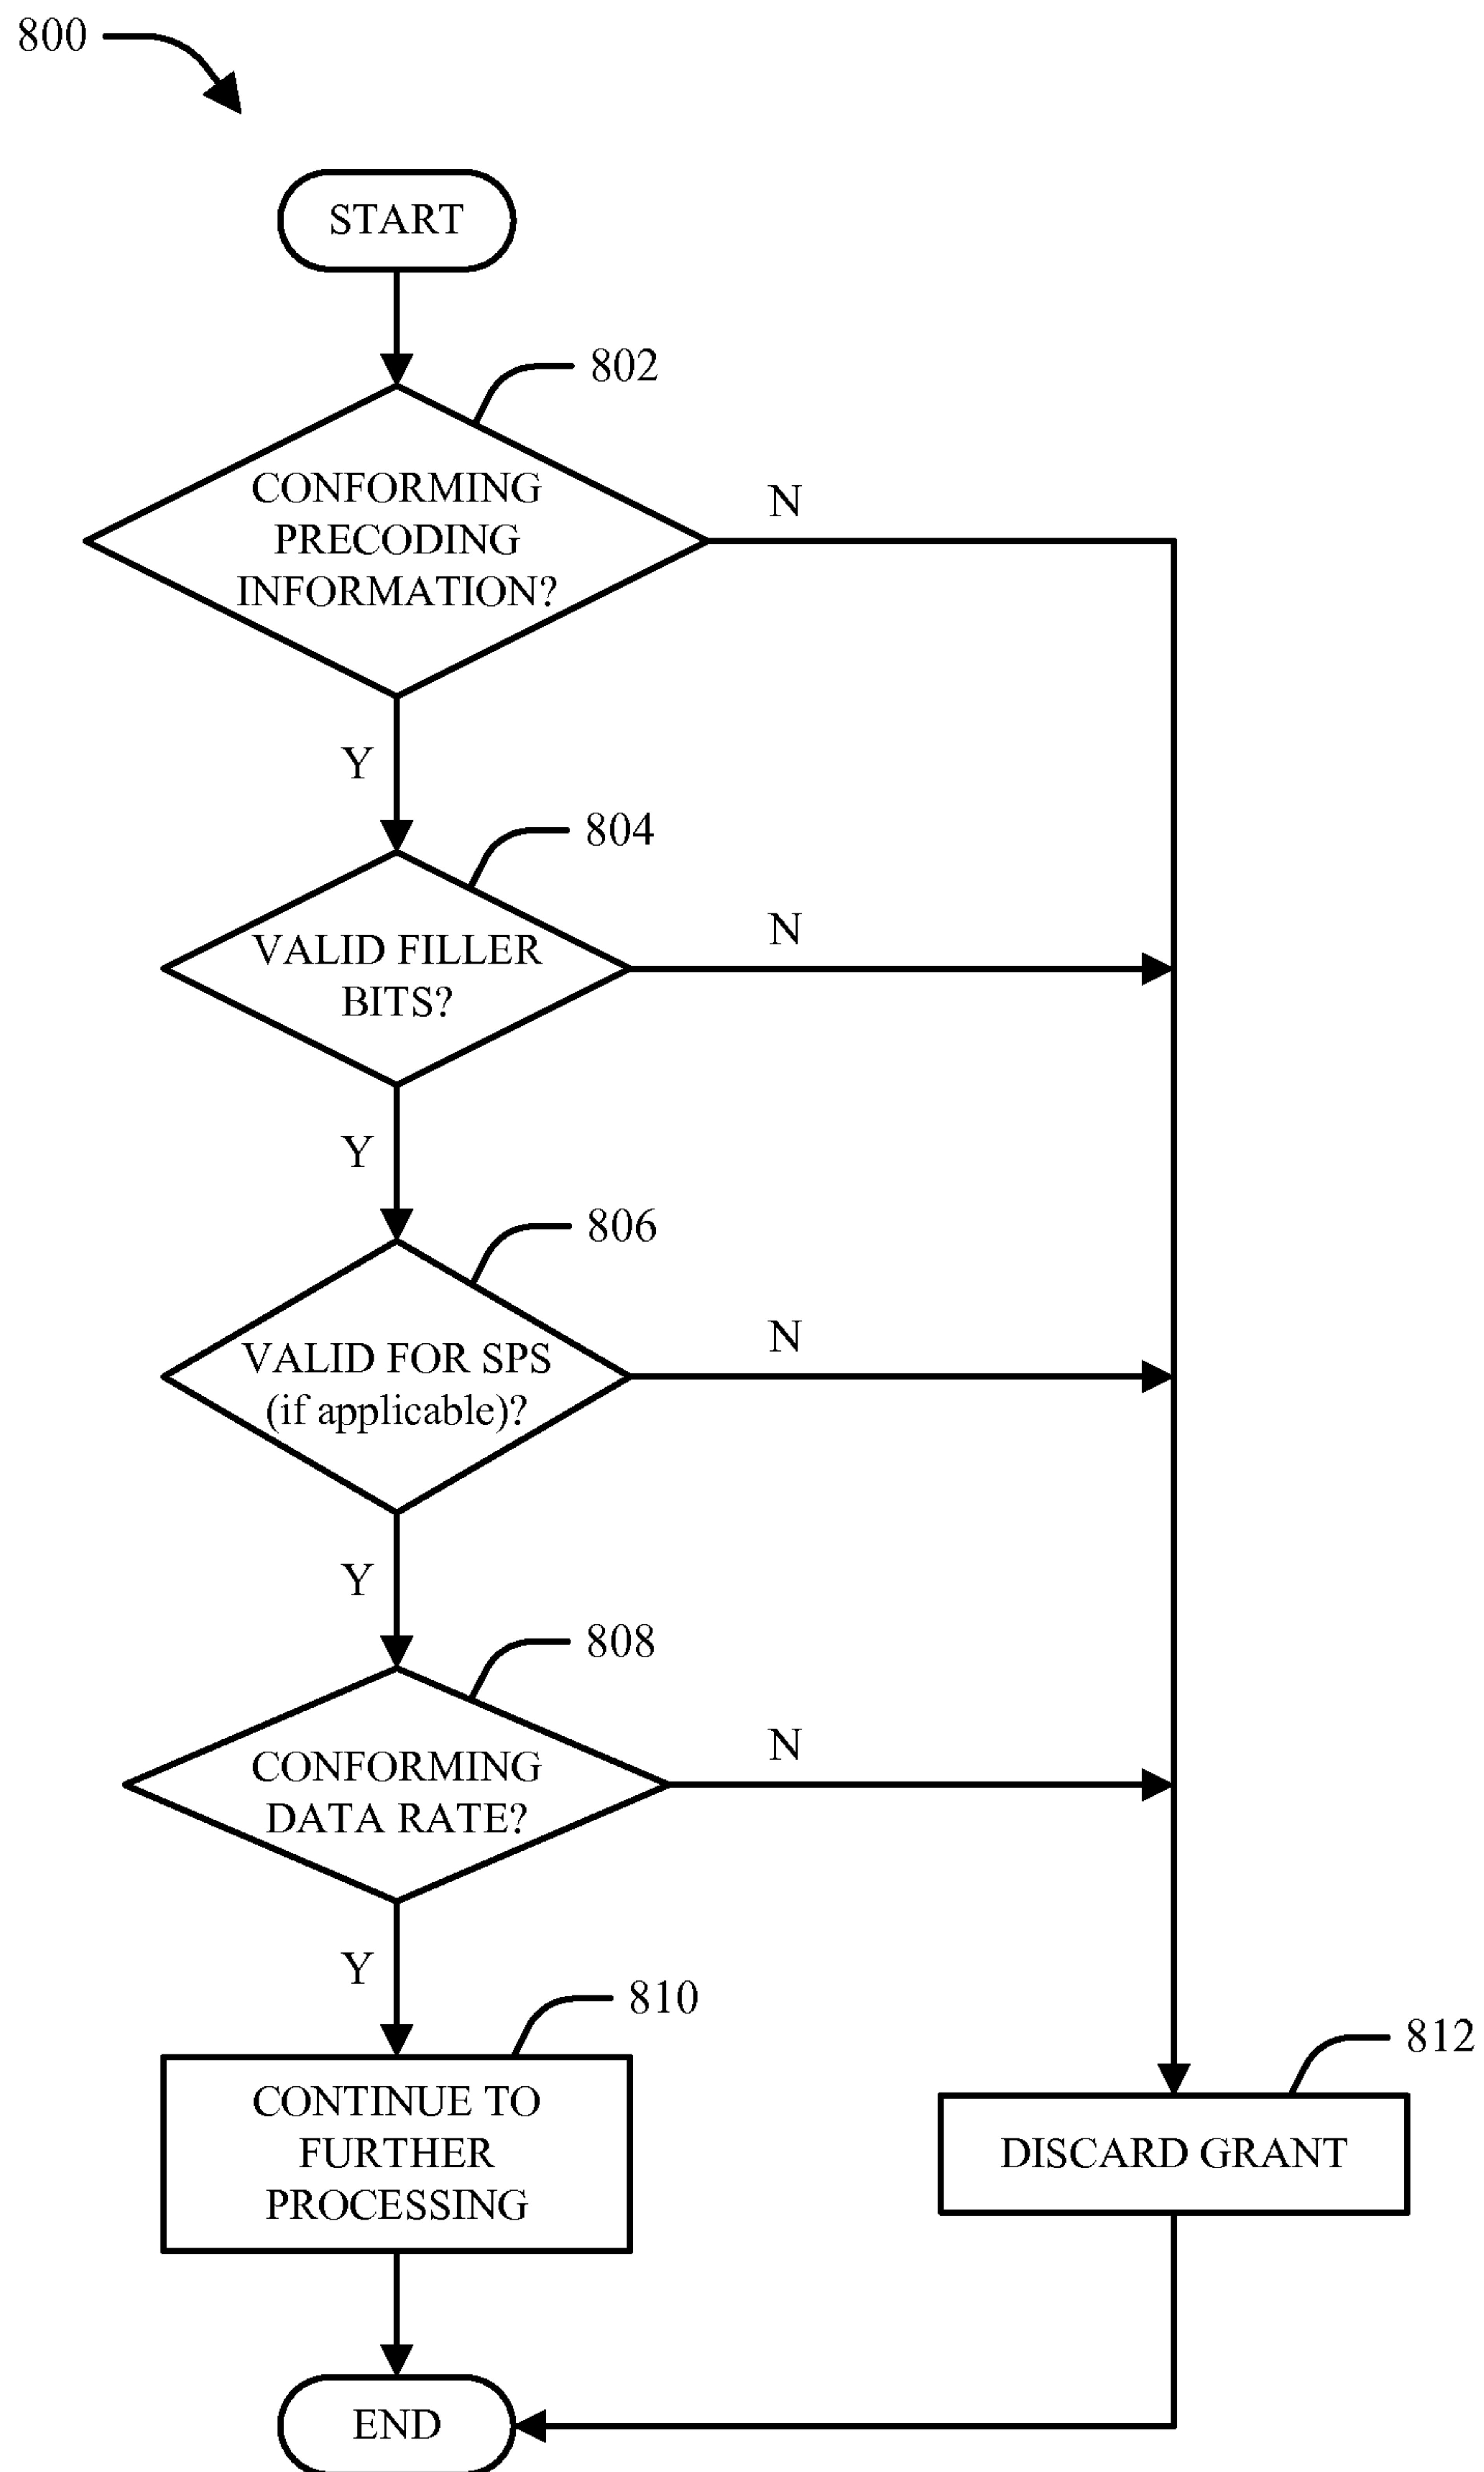 800
START
802
CONFORMING
PRECODING
INFORMATION?
N
Y
804
VALID FILLER
BITS?
N
Y
806
VALID FOR SPS
(if applicable)?
N
Y
808
CONFORMING
DATA RATE?
N
Y
810
CONTINUE TO
FURTHER
PROCESSING
812
DISCARD GRANT
END